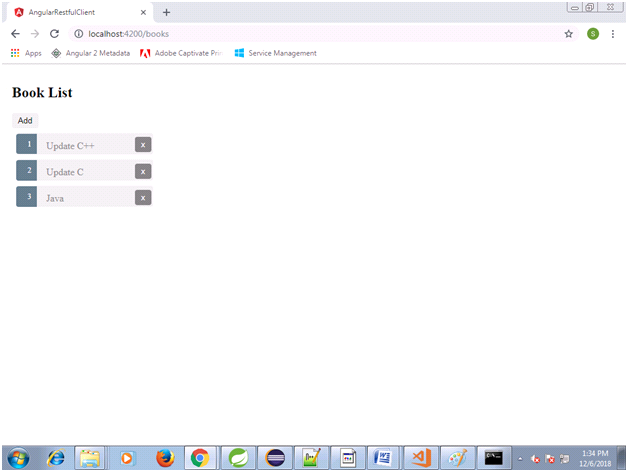 AngularRestfulClient
localhost:4200/books
S
Apps Angular 2 Metadata Adobe Captivate Prin Service Management
Book List
Add
1 Update C++ x
2 Update C x
3 Java x
1:34 PM
12/6/2018